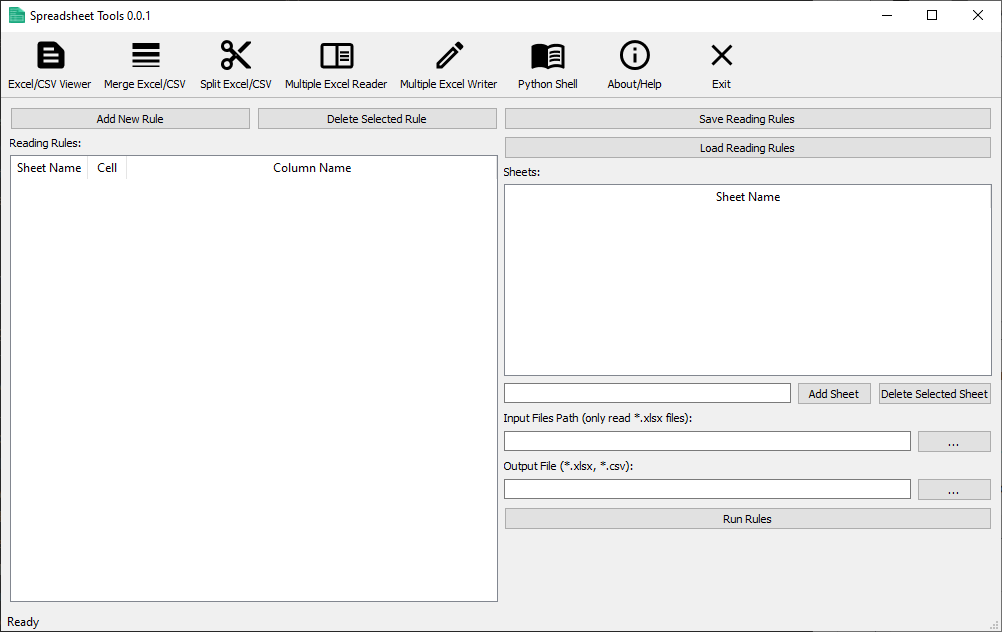 Spreadsheet Tools 0.0.1
Excel/CSV Viewer Merge Excel/CSV Split Excel/CSV Multiple Excel Reader Multiple Excel Writer Python Shell About/Help Exit
Add New Rule Delete Selected Rule
Reading Rules:
Sheet Name Cell Column Name
Save Reading Rules
Load Reading Rules
Sheets:
Sheet Name
Add Sheet Delete Selected Sheet
Input Files Path (only read *.xlsx files):
...
Output File (*.xlsx, *.csv):
...
Run Rules
Ready